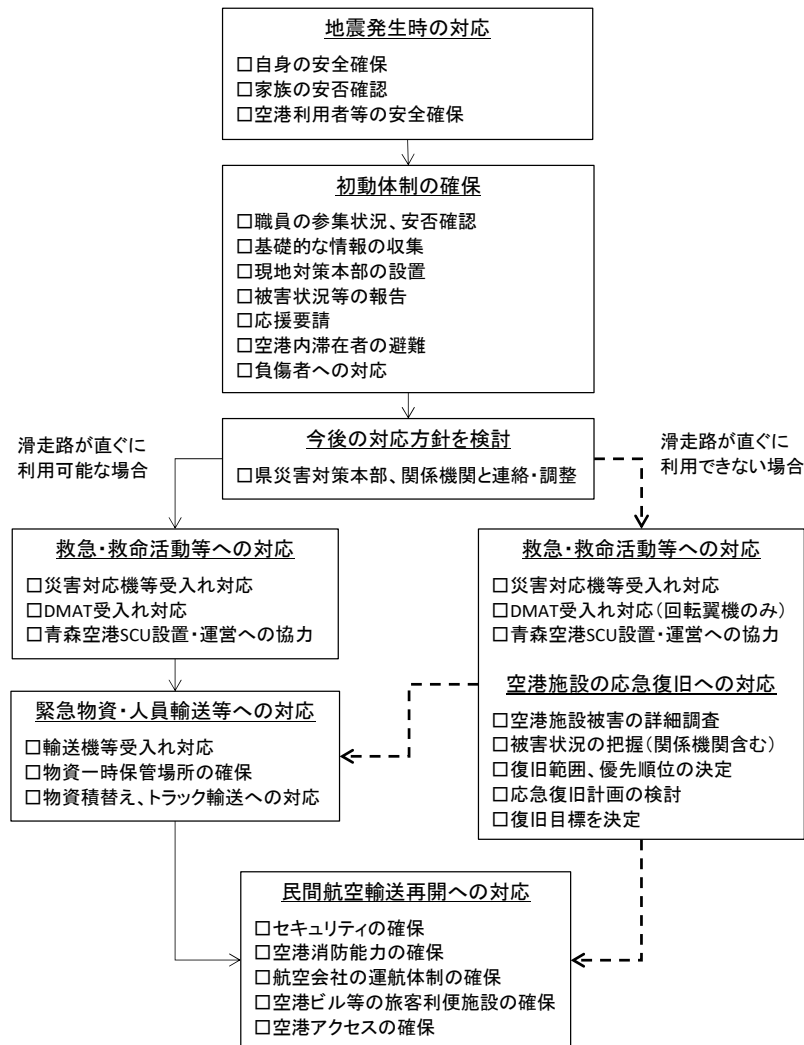 地震発生時の対応
□自身の安全確保
□家族の安否確認
□空港利用者等の安全確保
初動体制の確保
□職員の参集状況、安否確認
□基礎的な情報の収集
□現地対策本部の設置
□被害状況等の報告
□応援要請
□空港内滞在者の避難
□負傷者への対応
今後の対応方針を検討
□県災害対策本部、関係機関と連絡・調整
滑走路が直ぐに
利用可能な場合
滑走路が直ぐに
利用できない場合
救急・救命活動等への対応
□災害対応機等受入れ対応
□DMAT受入れ対応
□青森空港SCU設置・運営への協力
救急・救命活動等への対応
□災害対応機等受入れ対応
□DMAT受入れ対応（回転翼機のみ）
□青森空港SCU設置・運営への協力
空港施設の応急復旧への対応
□空港施設被害の詳細調査
□被害状況の把握（関係機関含む）
□復旧範囲、優先順位の決定
□応急復旧計画の検討
□復旧目標を決定
緊急物資・人員輸送等への対応
□輸送機等受入れ対応
□物資一時保管場所の確保
□物資積替え、トラック輸送への対応
民間航空輸送再開への対応
□セキュリティの確保
□空港消防能力の確保
□航空会社の運航体制の確保
□空港ビル等の旅客利便施設の確保
□空港アクセスの確保